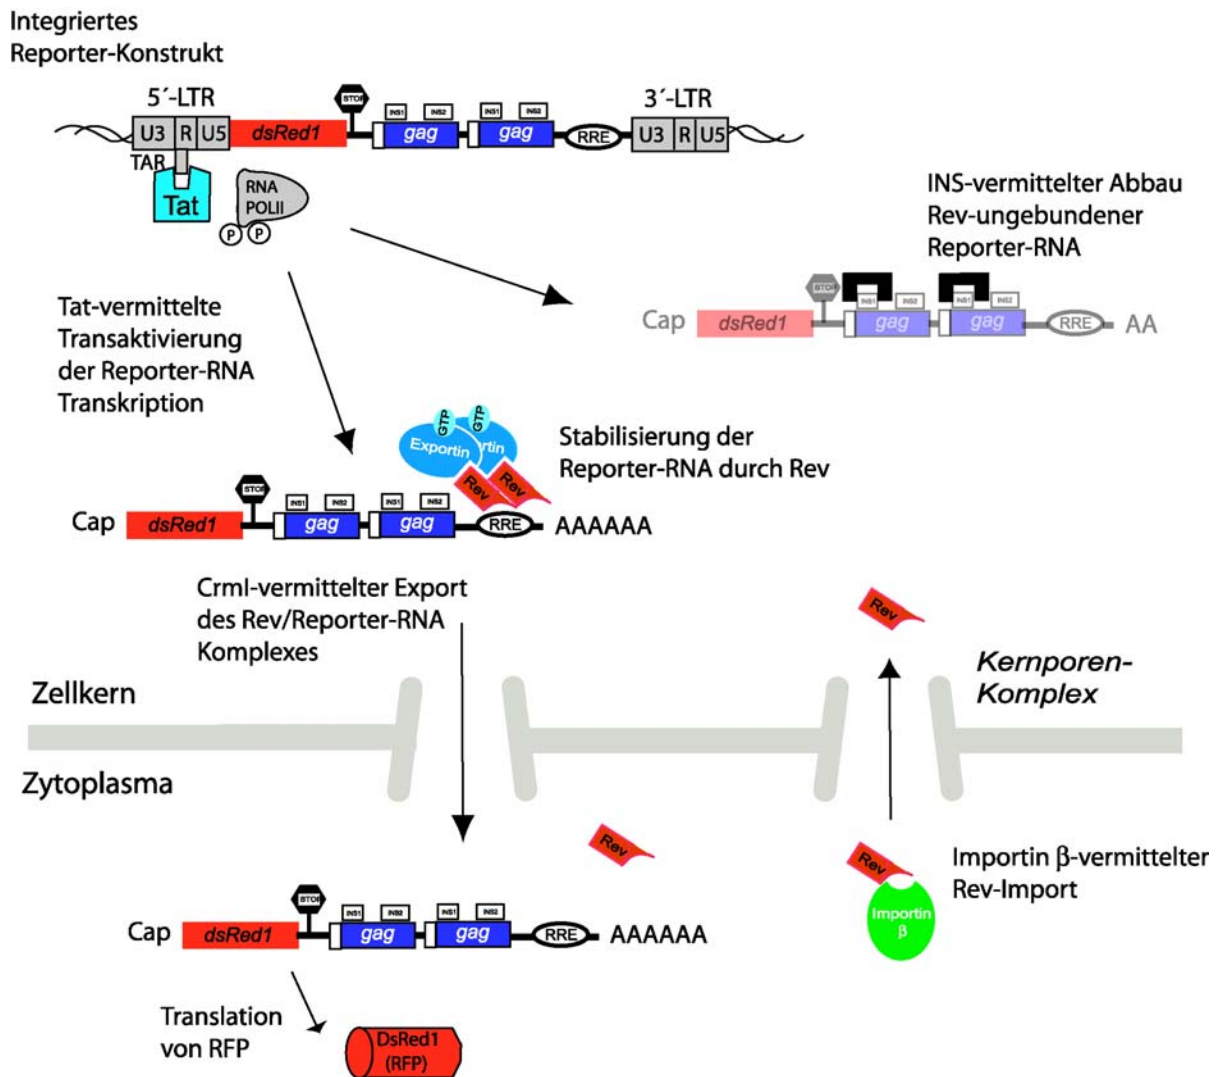 Integriertes
Reporter-Konstrukt
5´-LTR
STOP
INS1 INS2 INS1 INS2
3´-LTR
U3 R U5 dsRed1 gag gag RRE U3 R U5
TAR
Tat
RNA
POLII
P P
INS-vermittelter Abbau
Rev-ungebundener
Reporter-RNA
STOP
INS1 INS2 INS1 INS2
Cap dsRed1 gag gag RRE AA
Tat-vermittelte
Transaktivierung
der Reporter-RNA
Transkription
GTP GTP
Exportin rtin
Rev Rev
Stabilisierung der
Reporter-RNA durch Rev
STOP
INS1 INS2 INS1 INS2
Cap dsRed1 gag gag RRE AAAAAA
CrmI-vermittelter Export
des Rev/Reporter-RNA
Komplexes
Rev
Kernporen-
Komplex
Zellkern
Zytoplasma
Rev
Rev
Importin
β
Importin β-vermittelter
Rev-Import
STOP
INS1 INS2 INS1 INS2
Cap dsRed1 gag gag RRE AAAAAA
Translation
von RFP
DsRed1
(RFP)